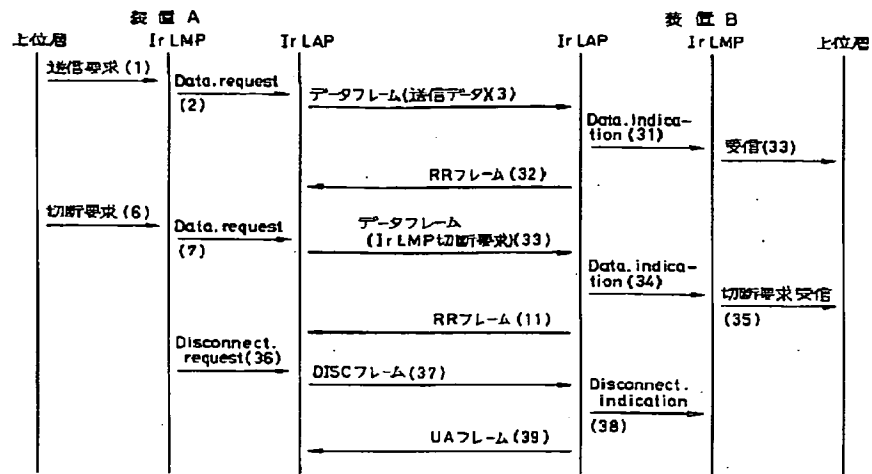 装置A
装置B
上位層
IrLMP
IrLAP
IrLAP
IrLMP
上位層
送信要求(1)
Data.request
(2)
データフレーム(送信データ)(3)
Data.Indica-
tion(31)
受信(33)
RRフレーム(32)
切断要求(6)
Data.request
(7)
データフレーム
(IrLMP切断要求)(33)
Data.indica-
tion(34)
切断要求受信
(35)
RRフレーム(11)
Disconnect.
request(36)
DISCフレーム(37)
Disconnect.
indication
(38)
UAフレーム(39)